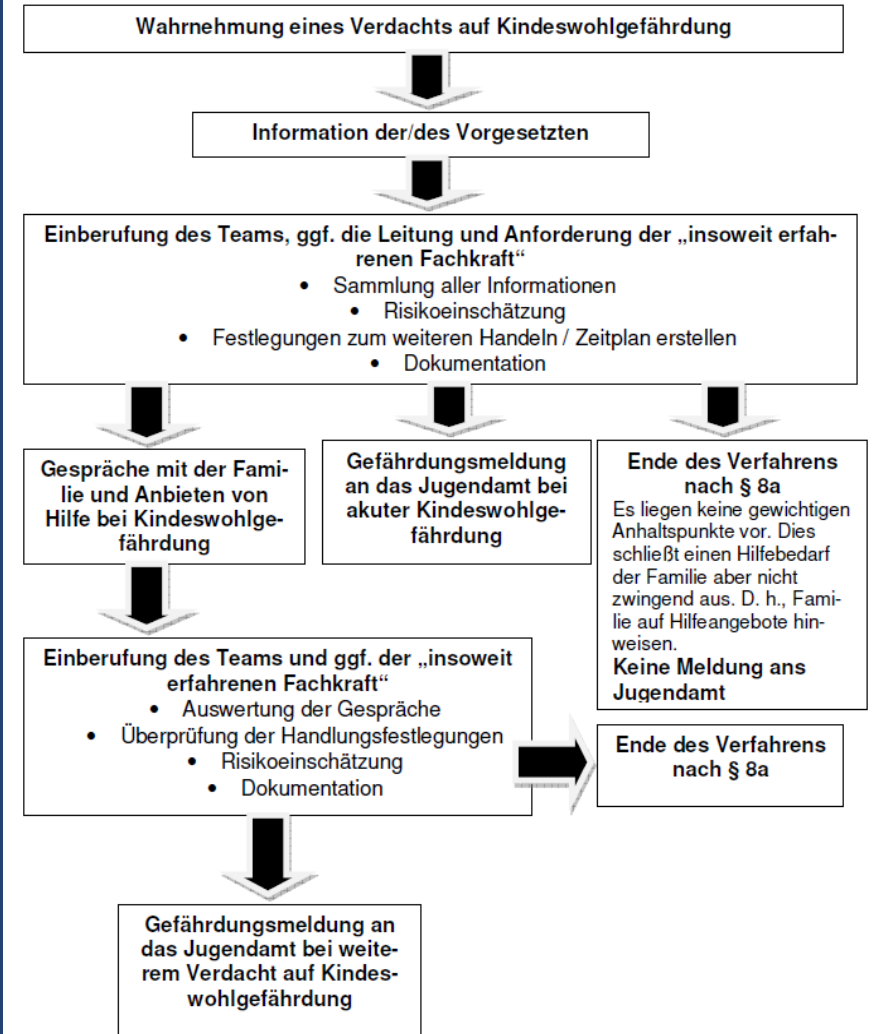 Wahrnehmung eines Verdachts auf Kindeswohlgefährdung
Information der/des Vorgesetzten
Einberufung des Teams, ggf. die Leitung und Anforderung der „insoweit erfah-
renen Fachkraft“
• Sammlung aller Informationen
• Risikoeinschätzung
• Festlegungen zum weiteren Handeln / Zeitplan erstellen
• Dokumentation
Gespräche mit der Fami-
lie und Anbieten von
Hilfe bei Kindeswohlge-
fährdung
Gefährdungsmeldung
an das Jugendamt bei
akuter Kindeswohlge-
fährdung
Ende des Verfahrens
nach § 8a
Es liegen keine gewichtigen
Anhaltspunkte vor. Dies
schließt einen Hilfebedarf
der Familie aber nicht
zwingend aus. D. h., Fami-
lie auf Hilfeangebote hin-
weisen.
Keine Meldung ans
Jugendamt
Einberufung des Teams und ggf. der „insoweit
erfahrenen Fachkraft“
• Auswertung der Gespräche
• Überprüfung der Handlungsfestlegungen
• Risikoeinschätzung
• Dokumentation
Ende des Verfahrens
nach § 8a
Gefährdungsmeldung an
das Jugendamt bei weite-
rem Verdacht auf Kindes-
wohlgefährdung